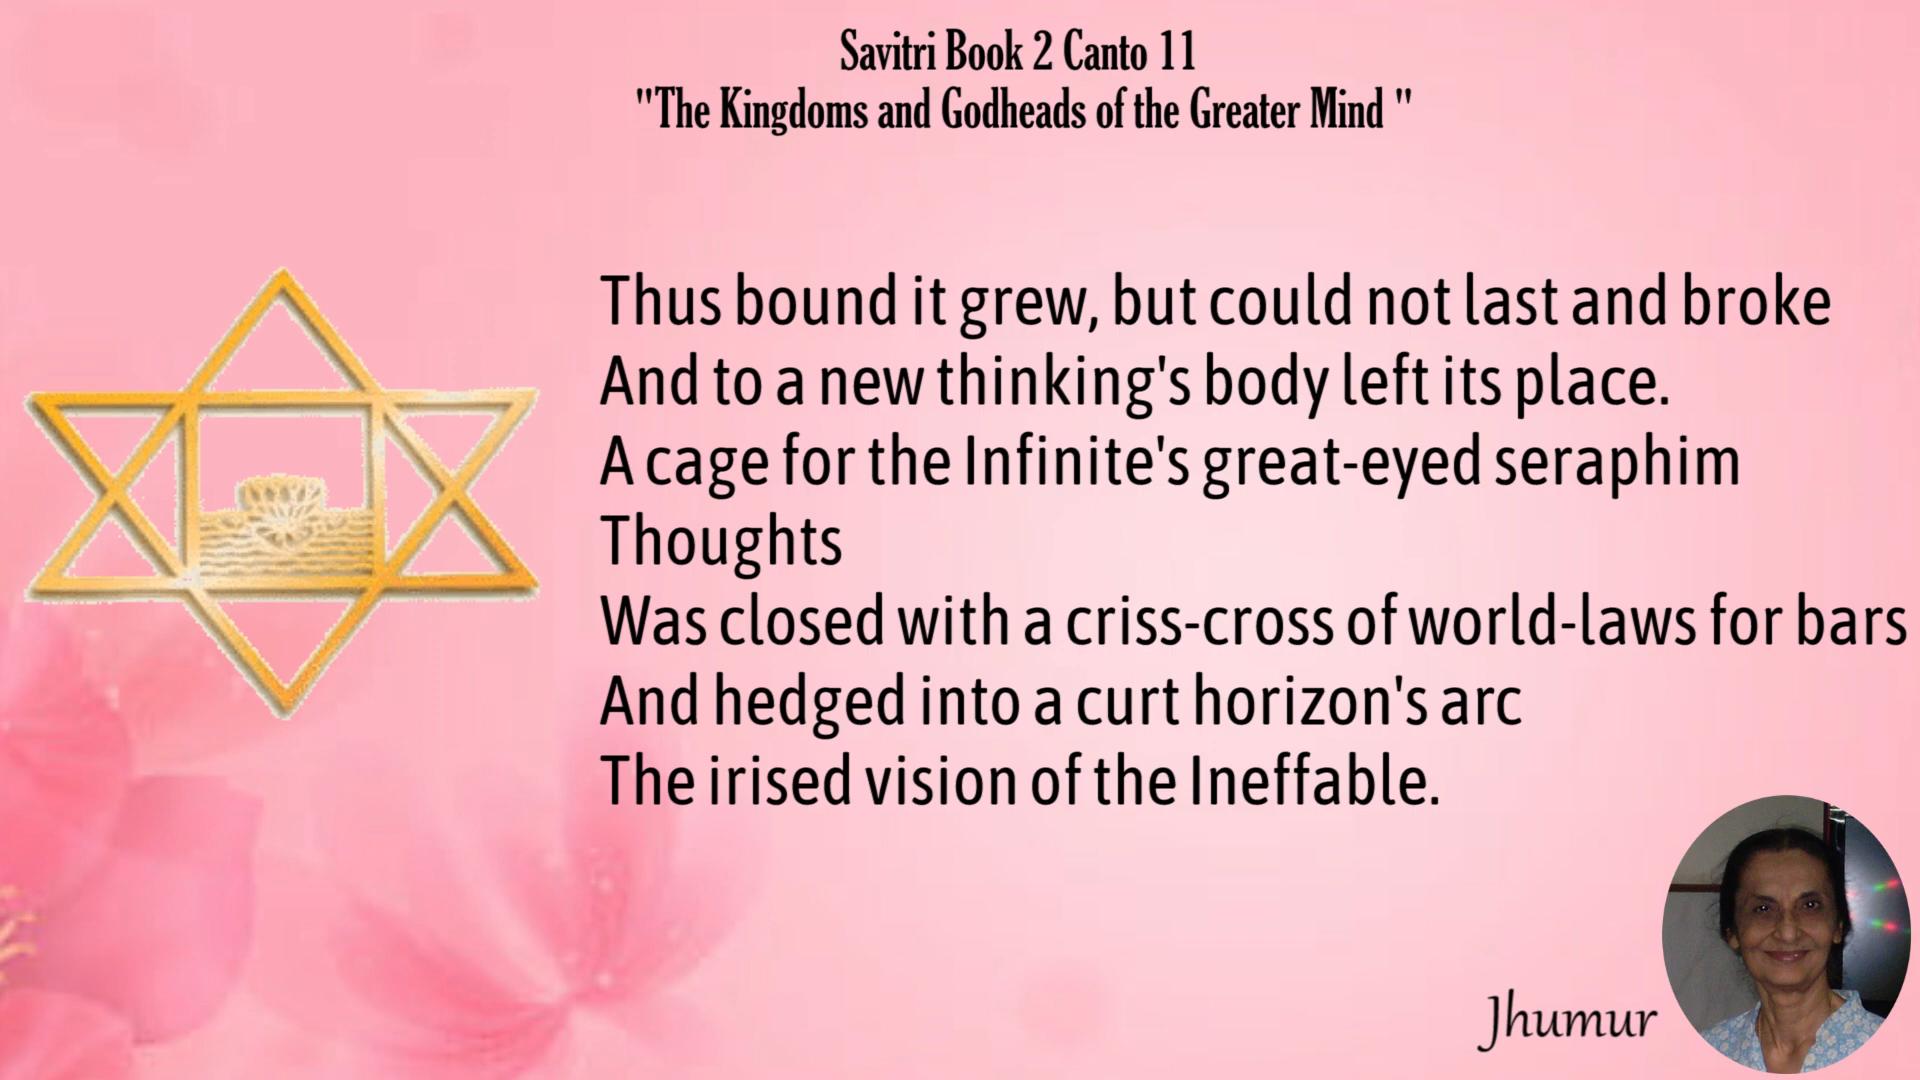 Savitri Book 2 Canto 11
"The Kingdoms and Godheads of the Greater Mind "
Thus bound it grew, but could not last and broke
And to a new thinking's body left its place.
A cage for the Infinite's great-eyed seraphim
Thoughts
Was closed with a criss-cross of world-laws for bars
And hedged into a curt horizon's arc
The irised vision of the Ineffable.
Jhumur